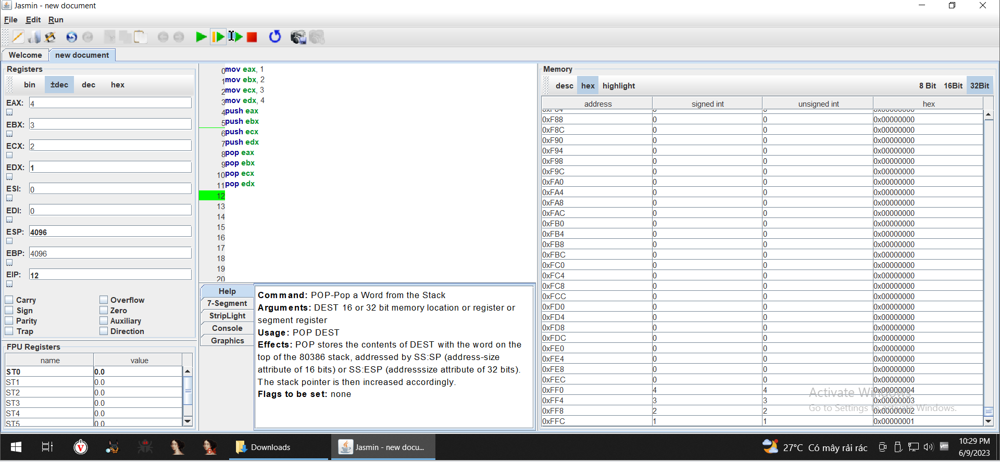 Jasmin - new document
File Edit Run
Welcome new document
Registers
bin ±dec dec hex
EAX: 4
EBX: 3
ECX: 2
EDX: 1
ESI: 0
EDI: 0
ESP: 4096
EBP: 4096
EIP: 12
Carry Overflow
Sign Zero
Parity Auxiliary
Trap Direction
FPU Registers
name value
ST0 0.0
ST1 0.0
ST2 0.0
ST3 0.0
ST4 0.0
ST5 0.0
0 mov eax, 1
1 mov ebx, 2
2 mov ecx, 3
3 mov edx, 4
4 push eax
5 push ebx
6 push ecx
7 push edx
8 pop eax
9 pop ebx
10 pop ecx
11 pop edx
12
13
14
15
16
17
18
19
20
Help
7-Segment
StripLight
Console
Graphics
Command: POP-Pop a Word from the Stack
Arguments: DEST 16 or 32 bit memory location or register or
segment register
Usage: POP DEST
Effects: POP stores the contents of DEST with the word on the
top of the 80386 stack, addressed by SS:SP (address-size
attribute of 16 bits) or SS:ESP (addresssize attribute of 32 bits).
The stack pointer is then increased accordingly.
Flags to be set: none
Memory
desc hex highlight 8 Bit 16Bit 32Bit
address signed int unsigned int hex
0xF84 0 0 0x00000000
0xF88 0 0 0x00000000
0xF8C 0 0 0x00000000
0xF90 0 0 0x00000000
0xF94 0 0 0x00000000
0xF98 0 0 0x00000000
0xF9C 0 0 0x00000000
0xFA0 0 0 0x00000000
0xFA4 0 0 0x00000000
0xFA8 0 0 0x00000000
0xFAC 0 0 0x00000000
0xFB0 0 0 0x00000000
0xFB4 0 0 0x00000000
0xFB8 0 0 0x00000000
0xFBC 0 0 0x00000000
0xFC0 0 0 0x00000000
0xFC4 0 0 0x00000000
0xFC8 0 0 0x00000000
0xFCC 0 0 0x00000000
0xFD0 0 0 0x00000000
0xFD4 0 0 0x00000000
0xFD8 0 0 0x00000000
0xFDC 0 0 0x00000000
0xFE0 0 0 0x00000000
0xFE4 0 0 0x00000000
0xFE8 0 0 0x00000000
0xFEC 0 0 0x00000000
0xFF0 4 4 0x00000004
0xFF4 3 3 0x00000003
0xFF8 2 2 0x00000002
0xFFC 1 1 0x00000001
Activate Windows
Go to Settings to activate Windows.
Downloads
Jasmin - new docu...
27°C Có mây rải rác
vm
10:29 PM
6/9/2023